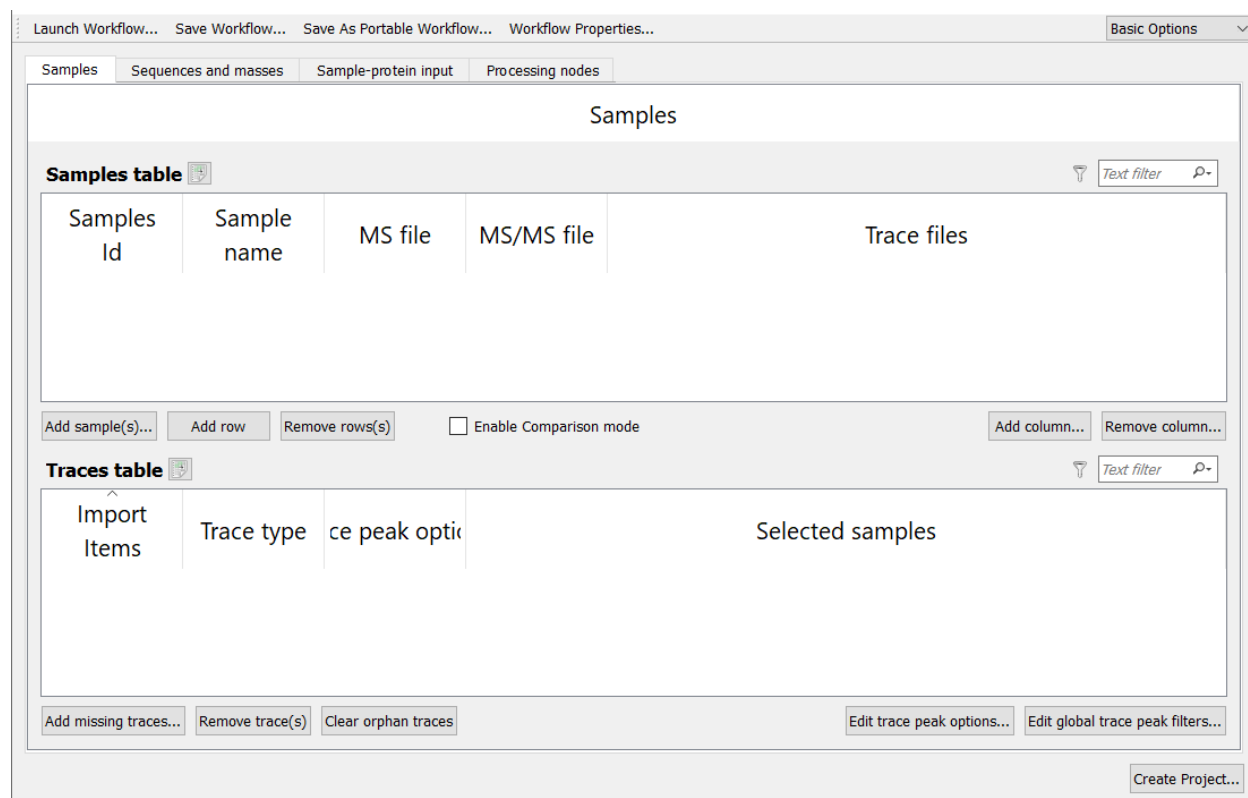 Launch Workflow... Save Workflow... Save As Portable Workflow... Workflow Properties... Basic Options
Samples Sequences and masses Sample-protein input Processing nodes
Samples
Samples table Text filter
Samples Id Sample name MS file MS/MS file Trace files
Add sample(s)... Add row Remove rows(s) Enable Comparison mode Add column... Remove column...
Traces table Text filter
Import Items Trace type ce peak optic Selected samples
Add missing traces... Remove trace(s) Clear orphan traces Edit trace peak options... Edit global trace peak filters...
Create Project...